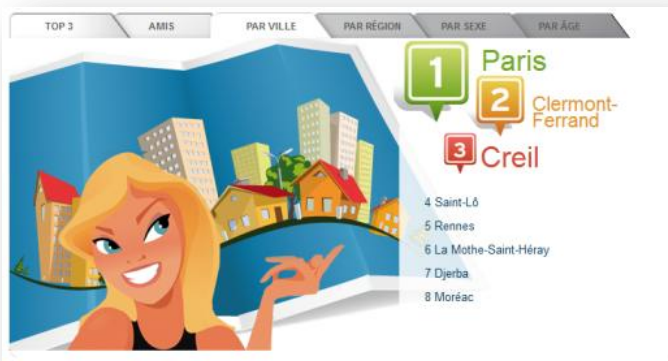 TOP 3
AMIS
PAR VILLE
PAR RÉGION
PAR SEXE
PAR ÂGE
1 Paris
2 Clermont-
Ferrand
3 Creil
4 Saint-Lô
5 Rennes
6 La Mothe-Saint-Héray
7 Djerba
8 Moréac